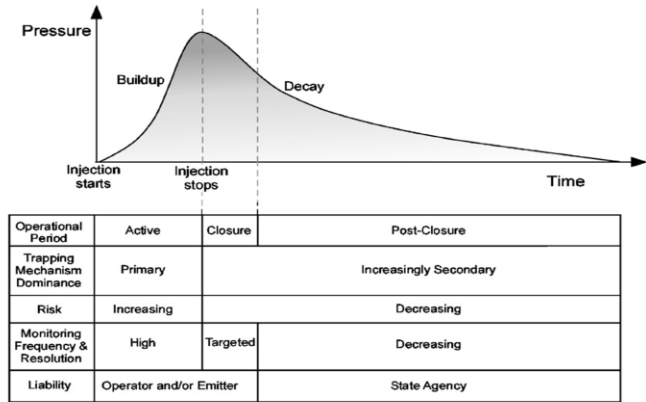 Pressure
Buildup
Decay
Injection
starts
Injection
stops
Time
Operational
Period
Active
Closure
Post-Closure
Trapping
Mechanism
Dominance
Primary
Increasingly Secondary
Risk
Increasing
Decreasing
Monitoring
Frequency &
Resolution
High
Targeted
Decreasing
Liability
Operator and/or Emitter
State Agency